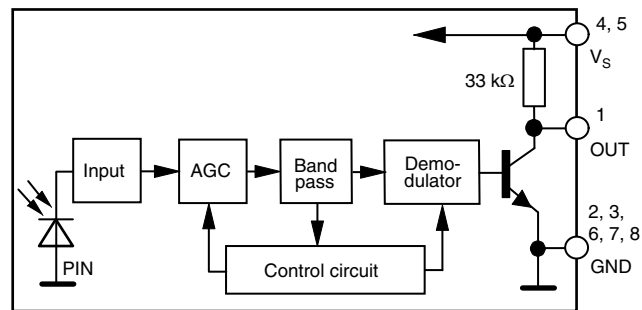 4, 5
V_S
33 kΩ
1
OUT
Input
AGC
Band
pass
Demo-
dulator
2, 3,
6, 7, 8
GND
PIN
Control circuit